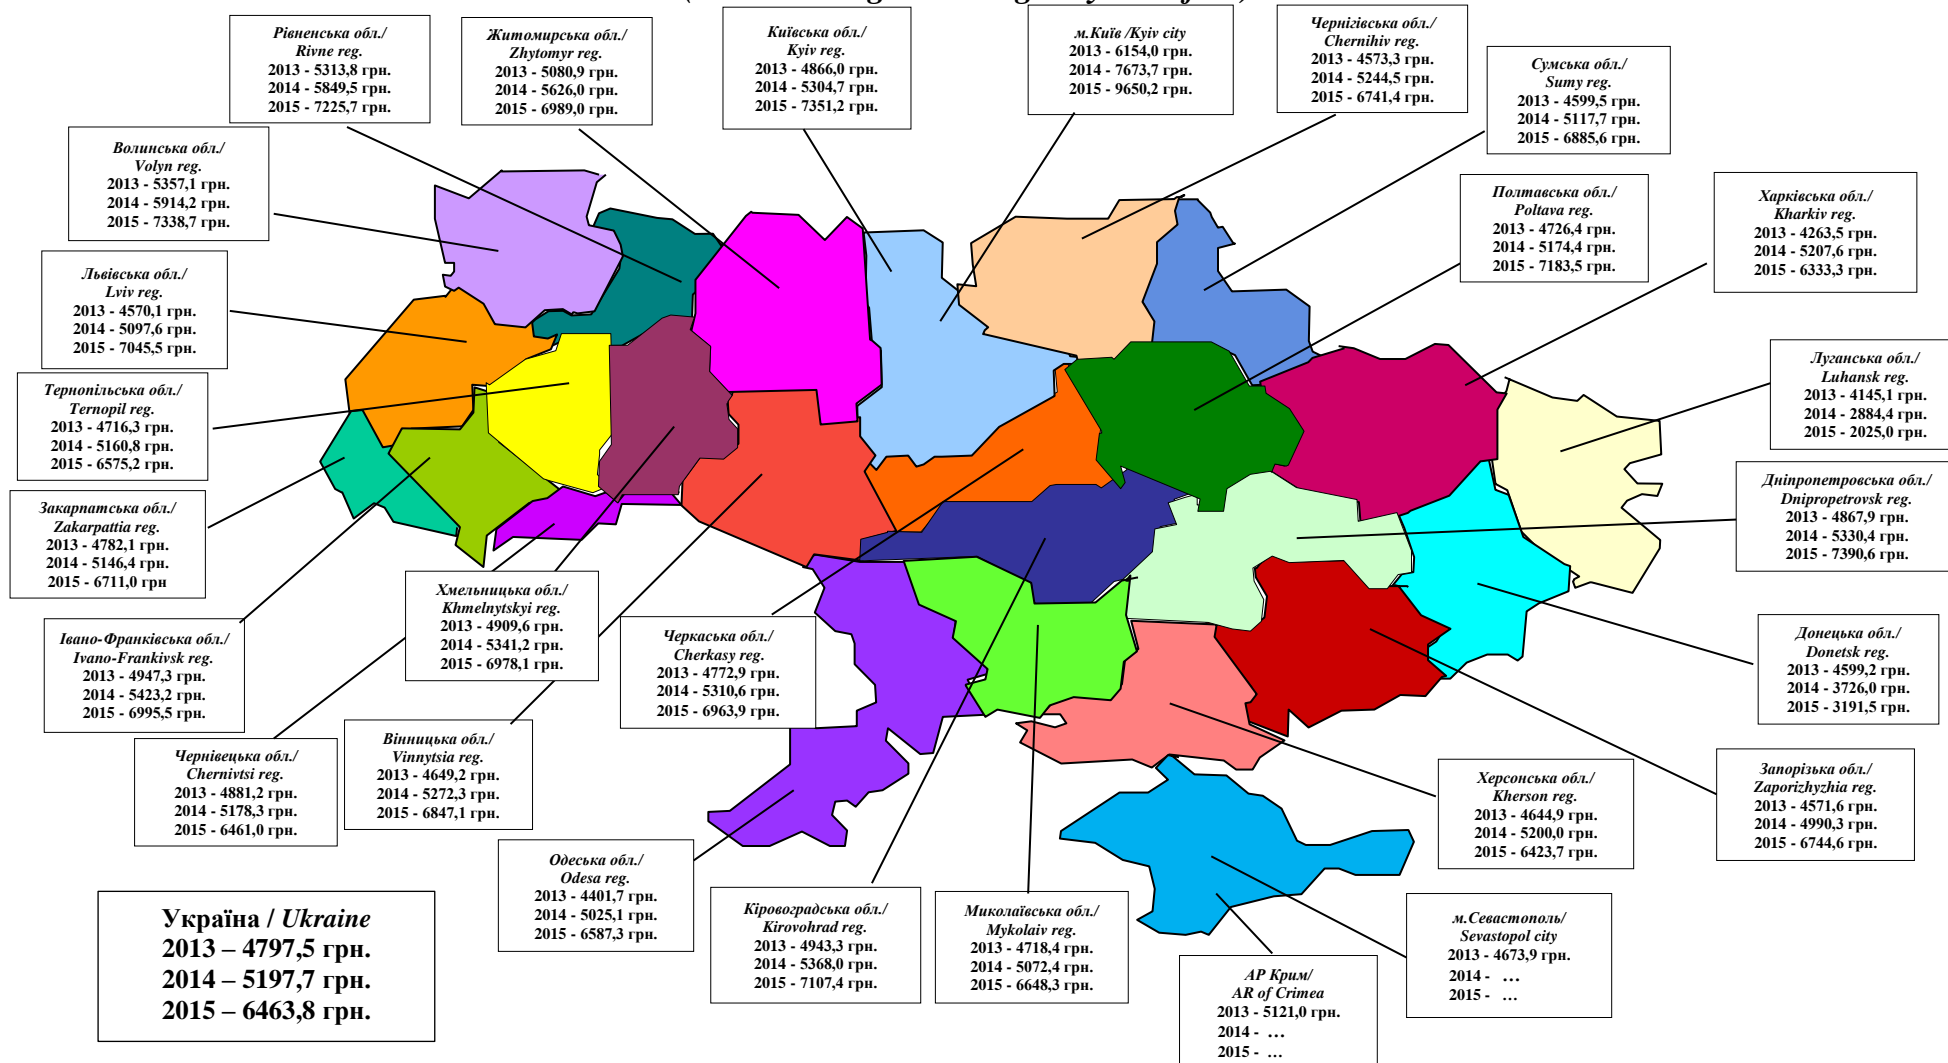 Рівненська обл./
Rivne reg.
2013 - 5313,8 грн.
2014 - 5849,5 грн.
2015 - 7225,7 грн.
Житомирська обл./
Zhytomyr reg.
2013 - 5080,9 грн.
2014 - 5626,0 грн.
2015 - 6989,0 грн.
Київська обл./
Kyiv reg.
2013 - 4866,0 грн.
2014 - 5304,7 грн.
2015 - 7351,2 грн.
м.Київ /Kyiv city
2013 - 6154,0 грн.
2014 - 7673,7 грн.
2015 - 9650,2 грн.
Чернігівська обл./
Chernihiv reg.
2013 - 4573,3 грн.
2014 - 5244,5 грн.
2015 - 6741,4 грн.
Сумська обл./
Sumy reg.
2013 - 4599,5 грн.
2014 - 5117,7 грн.
2015 - 6885,6 грн.
Волинська обл./
Volyn reg.
2013 - 5357,1 грн.
2014 - 5914,2 грн.
2015 - 7338,7 грн.
Полтавська обл./
Poltava reg.
2013 - 4726,4 грн.
2014 - 5174,4 грн.
2015 - 7183,5 грн.
Харківська обл./
Kharkiv reg.
2013 - 4263,5 грн.
2014 - 5207,6 грн.
2015 - 6333,3 грн.
Львівська обл./
Lviv reg.
2013 - 4570,1 грн.
2014 - 5097,6 грн.
2015 - 7045,5 грн.
Луганська обл./
Luhansk reg.
2013 - 4145,1 грн.
2014 - 2884,4 грн.
2015 - 2025,0 грн.
Тернопільська обл./
Ternopil reg.
2013 - 4716,3 грн.
2014 - 5160,8 грн.
2015 - 6575,2 грн.
Дніпропетровська обл./
Dnipropetrovsk reg.
2013 - 4867,9 грн.
2014 - 5330,4 грн.
2015 - 7390,6 грн.
Закарпатська обл./
Zakarpattia reg.
2013 - 4782,1 грн.
2014 - 5146,4 грн.
2015 - 6711,0 грн
Хмельницька обл./
Khmelnytskyi reg.
2013 - 4909,6 грн.
2014 - 5341,2 грн.
2015 - 6978,1 грн.
Івано-Франківська обл./
Ivano-Frankivsk reg.
2013 - 4947,3 грн.
2014 - 5423,2 грн.
2015 - 6995,5 грн.
Черкаська обл./
Cherkasy reg.
2013 - 4772,9 грн.
2014 - 5310,6 грн.
2015 - 6963,9 грн.
Донецька обл./
Donetsk reg.
2013 - 4599,2 грн.
2014 - 3726,0 грн.
2015 - 3191,5 грн.
Чернівецька обл./
Chernivtsi reg.
2013 - 4881,2 грн.
2014 - 5178,3 грн.
2015 - 6461,0 грн.
Вінницька обл./
Vinnytsia reg.
2013 - 4649,2 грн.
2014 - 5272,3 грн.
2015 - 6847,1 грн.
Херсонська обл./
Kherson reg.
2013 - 4644,9 грн.
2014 - 5200,0 грн.
2015 - 6423,7 грн.
Запорізька обл./
Zaporizhyzhia reg.
2013 - 4571,6 грн.
2014 - 4990,3 грн.
2015 - 6744,6 грн.
Одеська обл./
Odesa reg.
2013 - 4401,7 грн.
2014 - 5025,1 грн.
2015 - 6587,3 грн.
Кіровоградська обл./
Kirovohrad reg.
2013 - 4943,3 грн.
2014 - 5368,0 грн.
2015 - 7107,4 грн.
Миколаївська обл./
Mykolaiv reg.
2013 - 4718,4 грн.
2014 - 5072,4 грн.
2015 - 6648,3 грн.
м.Севастополь/
Sevastopol city
2013 - 4673,9 грн.
2014 - ...
2015 - ...
АР Крим/
AR of Crimea
2013 - 5121,0 грн.
2014 - ...
2015 - ...
Україна / Ukraine
2013 – 4797,5 грн.
2014 – 5197,7 грн.
2015 – 6463,8 грн.